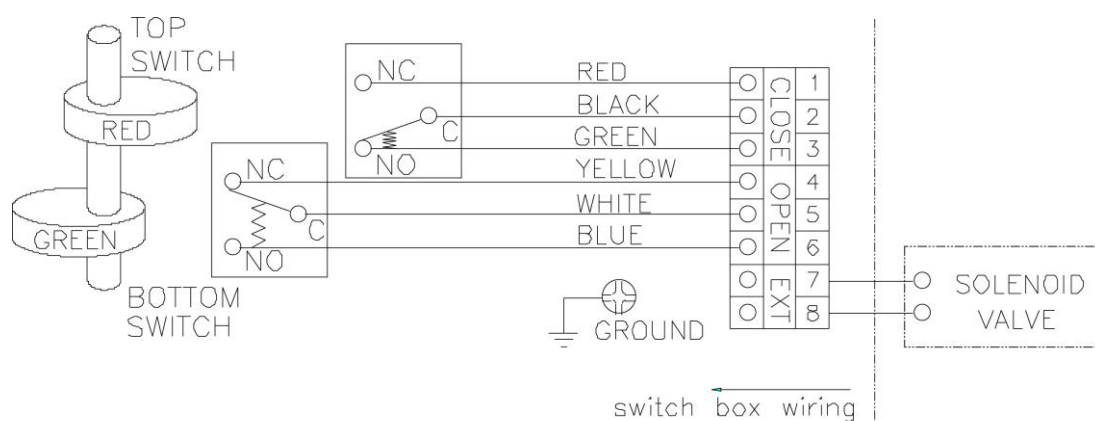 TOP
SWITCH
RED
GREEN
BOTTOM
SWITCH
NC
C
NO
NC
C
NO
RED
BLACK
GREEN
YELLOW
WHITE
BLUE
GROUND
CLOSE
OPEN
EXT
1
2
3
4
5
6
7
8
SOLENOID
VALVE
switch box wiring